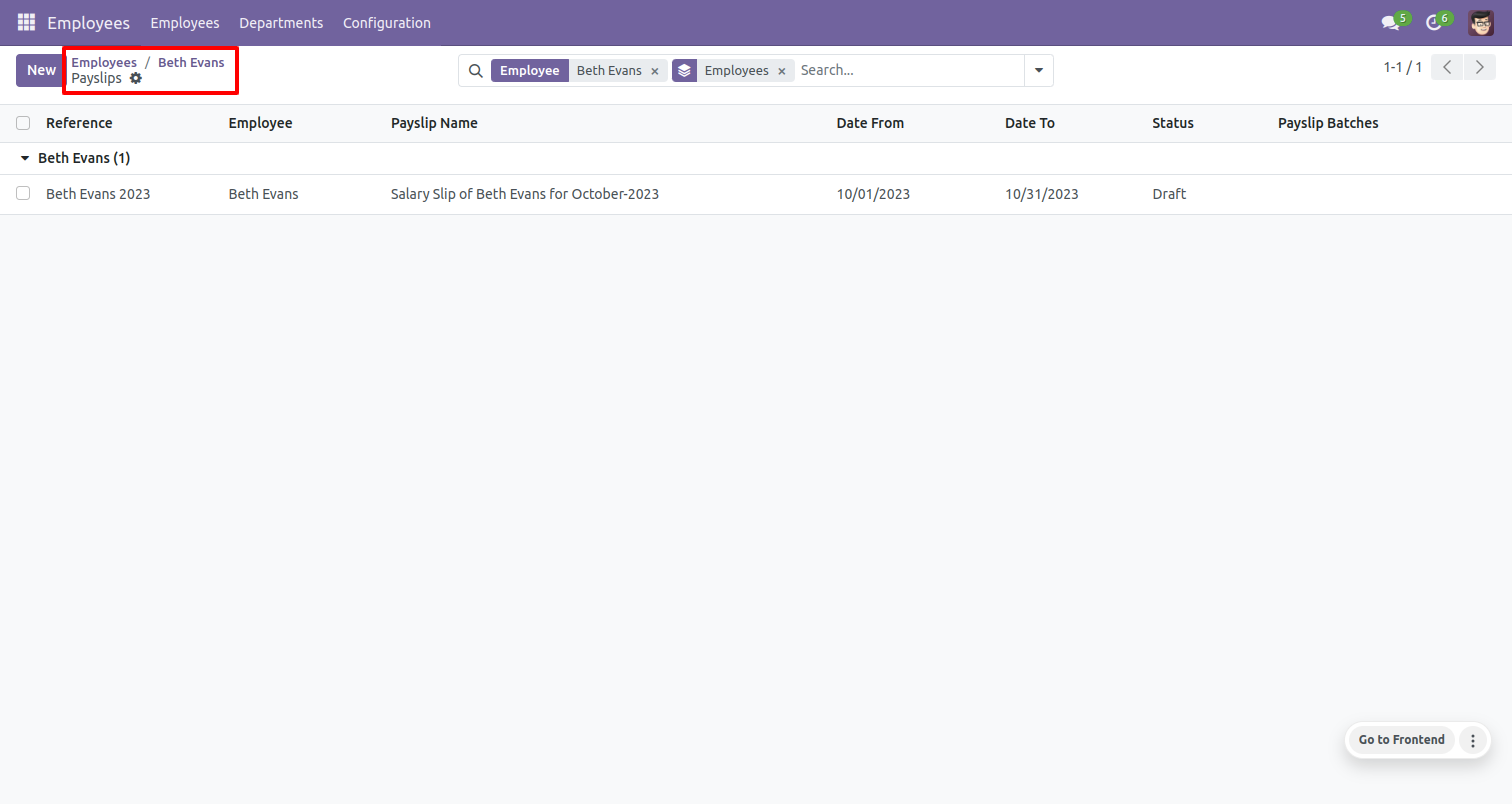 Employees Employees Departments Configuration 5 6
New Employees / Beth Evans Employee Beth Evans × Employees × Search... 1-1 / 1
Payslips
Reference Employee Payslip Name Date From Date To Status Payslip Batches
Beth Evans (1)
Beth Evans 2023 Beth Evans Salary Slip of Beth Evans for October-2023 10/01/2023 10/31/2023 Draft
Go to Frontend